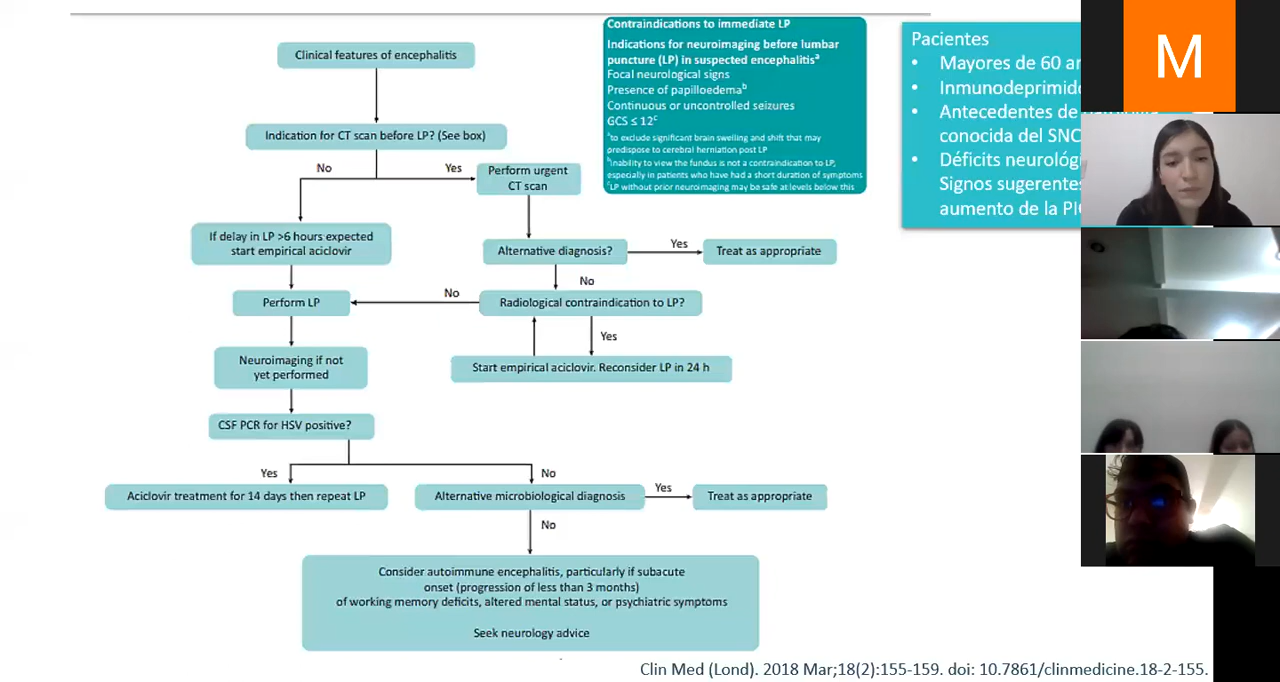 Contraindications to immediate LP
Indications for neuroimaging before lumbar
puncture (LP) in suspected encephalitisᵃ
Focal neurological signs
Presence of papilloedemaᵇ
Continuous or uncontrolled seizures
GCS ≤ 12ᶜ
ᵃto exclude significant brain swelling and shift that may
predispose to cerebral herniation post LP
ᵇInability to view the fundus is not a contraindication to LP,
especially in patients who have had a short duration of symptoms
ᶜLP without prior neuroimaging may be safe at levels below this
Pacientes
• Mayores de 60
• 
• Antecedentes de
conocida del SNC
• Déficits
Signos
aumento de la
M
Clinical features of encephalitis
Indication for CT scan before LP? (See box)
No
Yes
Perform urgent
CT scan
If delay in LP >6 hours expected
start empirical aciclovir
Alternative diagnosis?
Yes
Treat as appropriate
No
Perform LP
No
Radiological contraindication to LP?
Yes
Neuroimaging if not
yet performed
Start empirical aciclovir. Reconsider LP in 24 h
CSF PCR for HSV positive?
Yes
No
Aciclovir treatment for 14 days then repeat LP
Alternative microbiological diagnosis
Yes
Treat as appropriate
No
Consider autoimmune encephalitis, particularly if subacute
onset (progression of less than 3 months)
of working memory deficits, altered mental status, or psychiatric symptoms
Seek neurology advice
Clin Med (Lond). 2018 Mar;18(2):155-159. doi: 10.7861/clinmedicine.18-2-155.